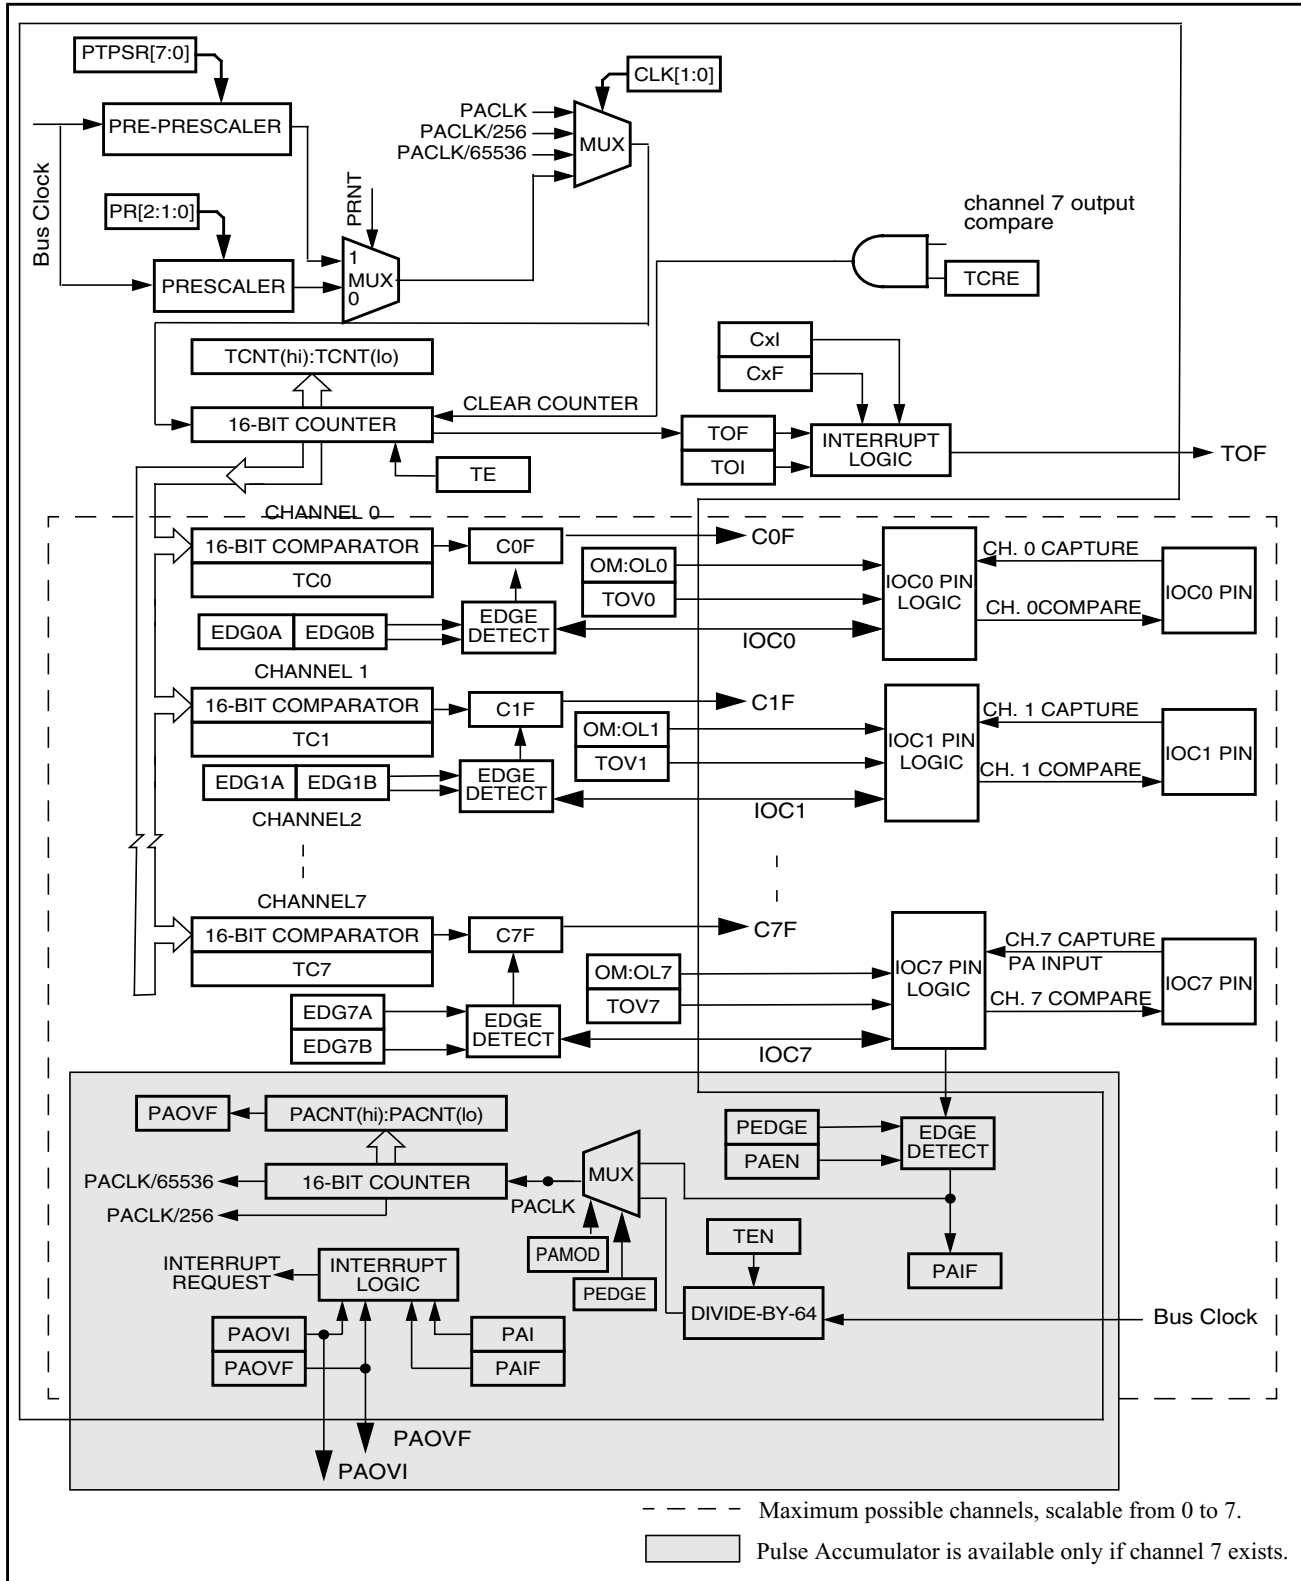 PTPSR[7:0]
CLK[1:0]
PRE-PRESCALER
PACLK
PACLK/256
PACLK/65536
MUX
Bus Clock
PR[2:1:0]
PRNT
channel 7 output
compare
PRESCALER
1
MUX
0
TCRE
TCNT(hi):TCNT(lo)
CxI
CxF
CLEAR COUNTER
16-BIT COUNTER
TOF
TOI
INTERRUPT
LOGIC
TOF
TE
CHANNEL 0
16-BIT COMPARATOR
TC0
C0F
C0F
OM:OL0
TOV0
IOC0 PIN
LOGIC
CH. 0 CAPTURE
CH. 0COMPARE
IOC0 PIN
EDG0A
EDG0B
EDGE
DETECT
IOC0
CHANNEL 1
16-BIT COMPARATOR
TC1
C1F
C1F
OM:OL1
TOV1
IOC1 PIN
LOGIC
CH. 1 CAPTURE
CH. 1 COMPARE
IOC1 PIN
EDG1A
EDG1B
EDGE
DETECT
IOC1
CHANNEL2
CHANNEL7
16-BIT COMPARATOR
TC7
C7F
C7F
OM:OL7
TOV7
IOC7 PIN
LOGIC
CH.7 CAPTURE
PA INPUT
CH. 7 COMPARE
IOC7 PIN
EDG7A
EDG7B
EDGE
DETECT
IOC7
PAOVF
PACNT(hi):PACNT(lo)
PEDGE
PAEN
EDGE
DETECT
MUX
PACLK/65536
16-BIT COUNTER
PACLK
PACLK/256
PAMOD
PEDGE
TEN
PAIF
INTERRUPT
REQUEST
INTERRUPT
LOGIC
DIVIDE-BY-64
Bus Clock
PAOVI
PAOVF
PAI
PAIF
PAOVF
PAOVI
Maximum possible channels, scalable from 0 to 7.
Pulse Accumulator is available only if channel 7 exists.